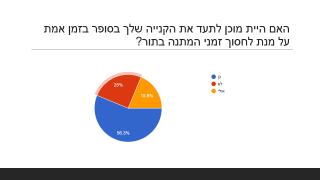 האם היית מוכן לתעד את הקנייה שלך בסופר בזמן אמת
על מנת לחסוך זמני המתנה בתור?
כן
לא
אולי
25%
18.8%
56.3%